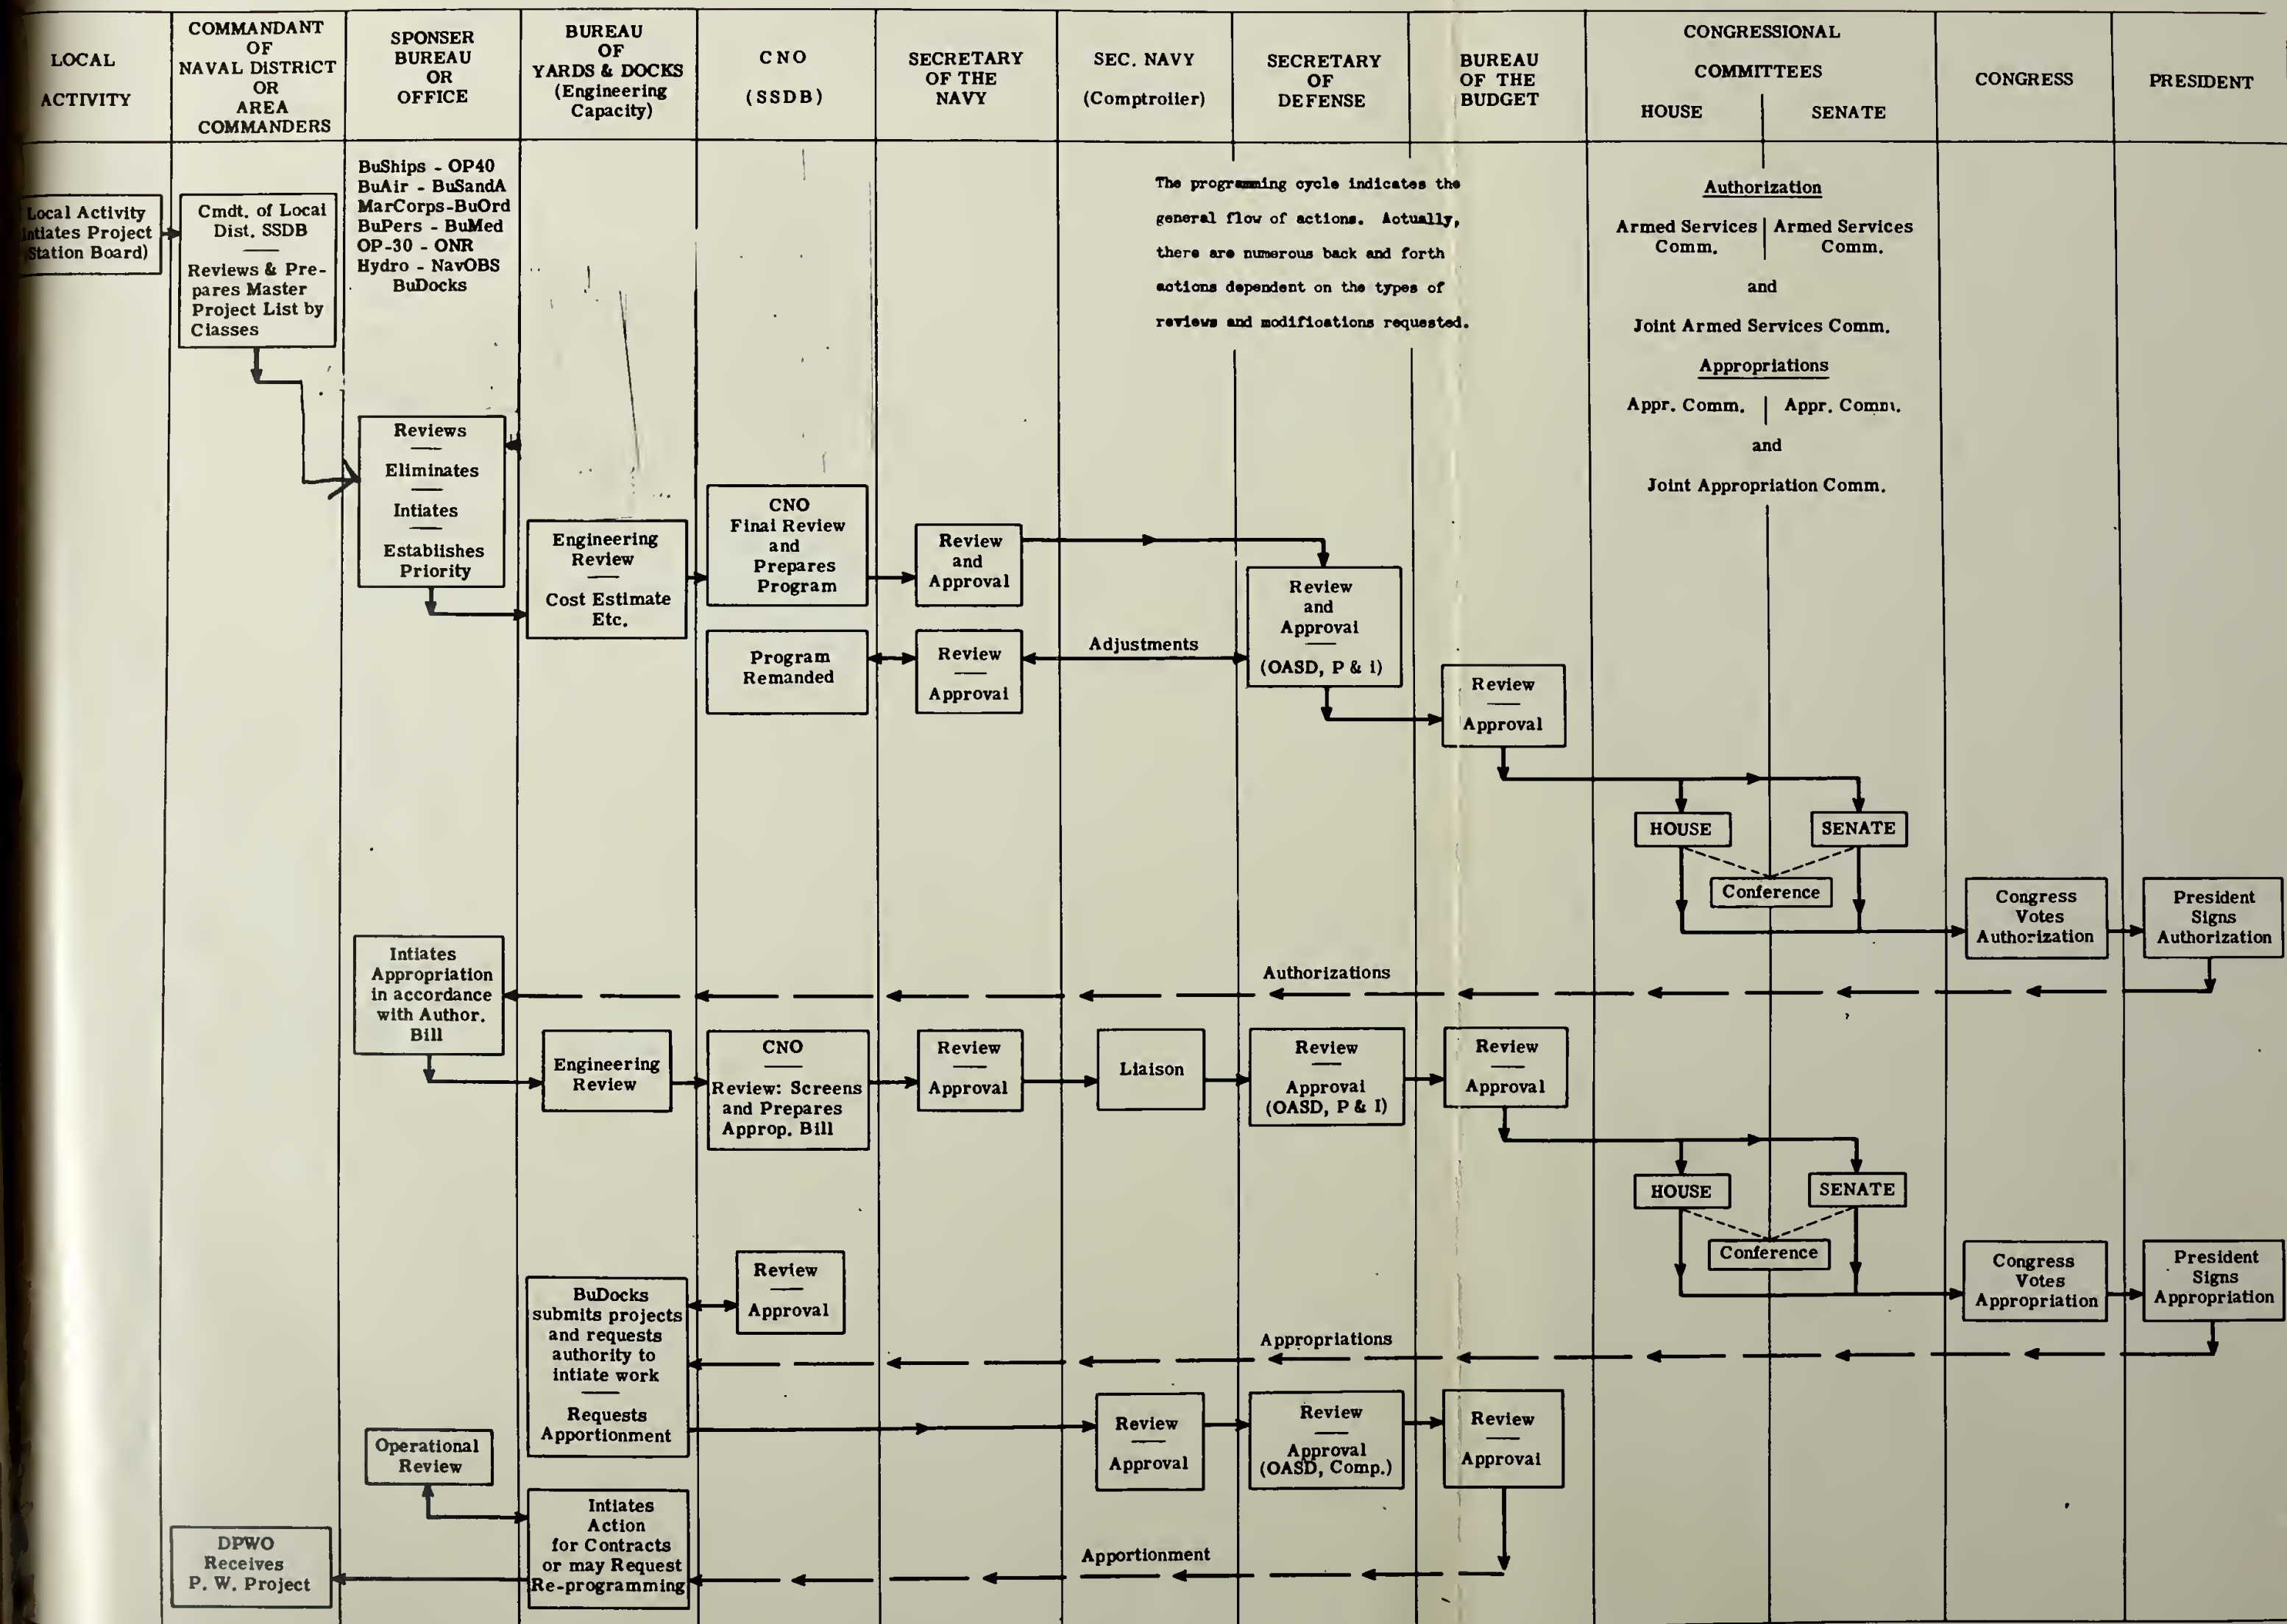 LOCAL
ACTIVITY
COMMANDANT
OF
NAVAL DISTRICT
OR
AREA
COMMANDERS
SPONSER
BUREAU
OR
OFFICE
BUREAU
OF
YARDS & DOCKS
(Engineering
Capacity)
CNO
(SSDB)
SECRETARY
OF THE
NAVY
SEC. NAVY
(Comptroller)
SECRETARY
OF
DEFENSE
BUREAU
OF THE
BUDGET
CONGRESSIONAL
COMMITTEES
HOUSE
SENATE
CONGRESS
PRESIDENT
Local Activity
Intiates Project
(Station Board)
Cmdt. of Local
Dist. SSDB
Reviews & Pre-
pares Master
Project List by
Classes
BuShips - OP40
BuAir - BuSandA
MarCorps-BuOrd
BuPers - BuMed
OP-30 - ONR
Hydro - NavOBS
BuDocks
The programming cycle indicates the
general flow of actions. Actually,
there are numerous back and forth
actions dependent on the types of
reviews and modifications requested.
Authorization
Armed Services
Comm.
Armed Services
Comm.
and
Joint Armed Services Comm.
Appropriations
Appr. Comm.
Appr. Comm.
and
Joint Appropriation Comm.
Reviews
Eliminates
Intiates
Establishes
Priority
Engineering
Review
Cost Estimate
Etc.
CNO
Final Review
and
Prepares
Program
Review
and
Approval
Review
and
Approval
(OASD, P & I)
Program
Remanded
Review
Approval
Adjustments
Review
Approval
HOUSE
SENATE
Conference
Congress
Votes
Authorization
President
Signs
Authorization
Authorizations
Intiates
Appropriation
in accordance
with Author.
Bill
Engineering
Review
CNO
Review: Screens
and Prepares
Approp. Bill
Review
Approval
Liaison
Review
Approval
(OASD, P & I)
Review
Approval
HOUSE
SENATE
Conference
Congress
Votes
Appropriation
President
Signs
Appropriation
Appropriations
BuDocks
submits projects
and requests
authority to
intiate work
Requests
Apportionment
Review
Approval
Review
Approval
Review
Approval
(OASD, Comp.)
Review
Approval
Operational
Review
Intiates
Action
for Contracts
or may Request
Re-programming
Apportionment
DPWO
Receives
P. W. Project